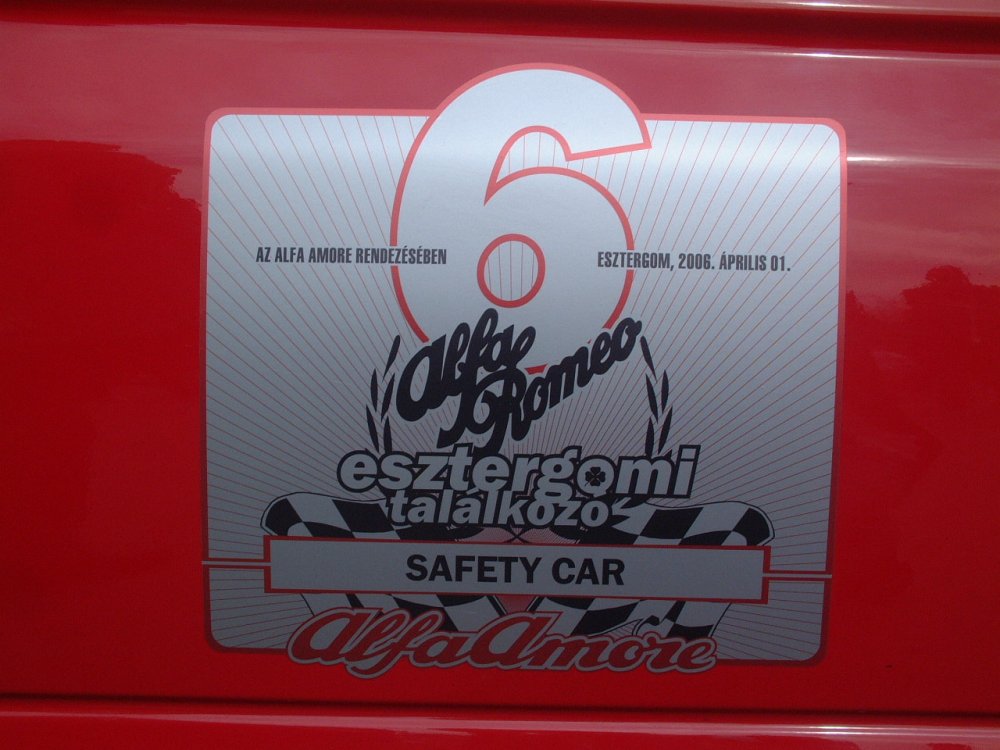 6
AZ ALFA AMORE RENDEZÉSÉBEN
ESZTERGOM, 2006. ÁPRILIS 01.
Alfa
Romeo
esztergomi
találkozó
SAFETY CAR
AlfaAmore